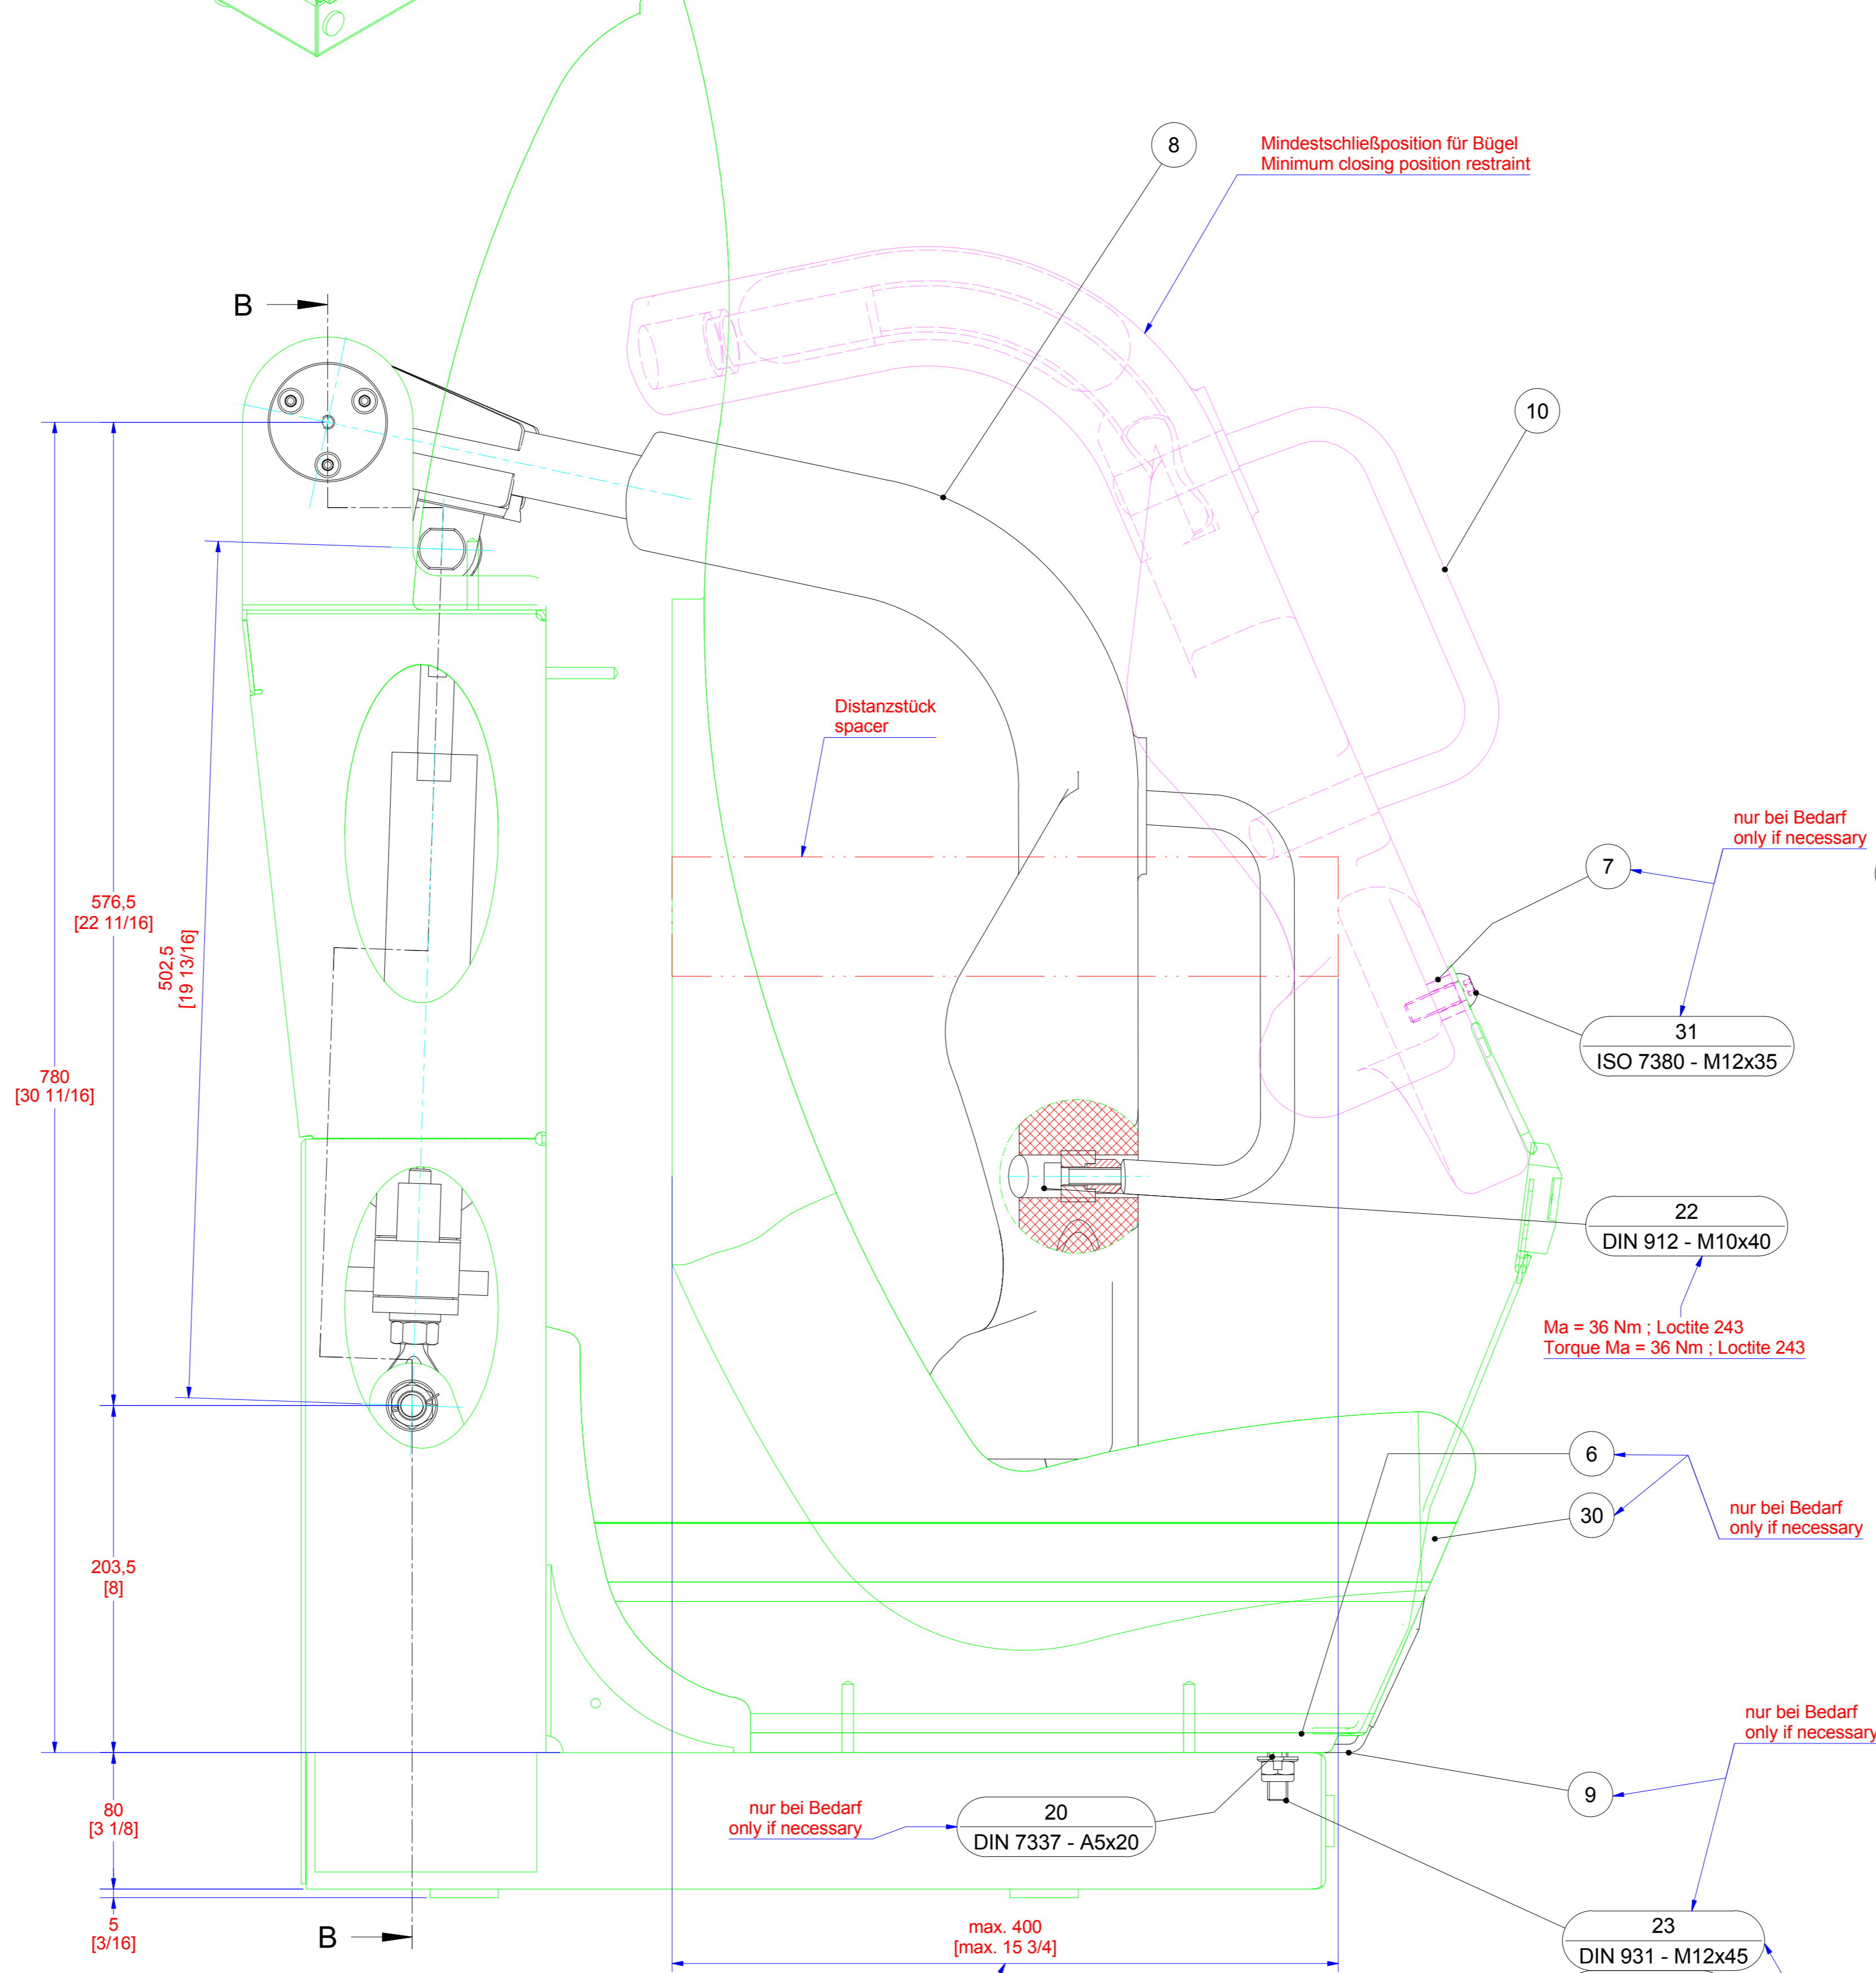 8
Mindestschließposition für Bügel
Minimum closing position restraint
B
10
Distanzstück
spacer
nur bei Bedarf
only if necessary
7
576,5
[22 11/16]
502,5
[19 13/16]
31
ISO 7380 - M12x35
780
[30 11/16]
22
DIN 912 - M10x40
Ma = 36 Nm ; Loctite 243
Torque Ma = 36 Nm ; Loctite 243
6
30
nur bei Bedarf
only if necessary
203,5
[8]
nur bei Bedarf
only if necessary
9
80
[3 1/8]
nur bei Bedarf
only if necessary
20
DIN 7337 - A5x20
5
[3/16]
B
max. 400
[max. 15 3/4]
23
DIN 931 - M12x45